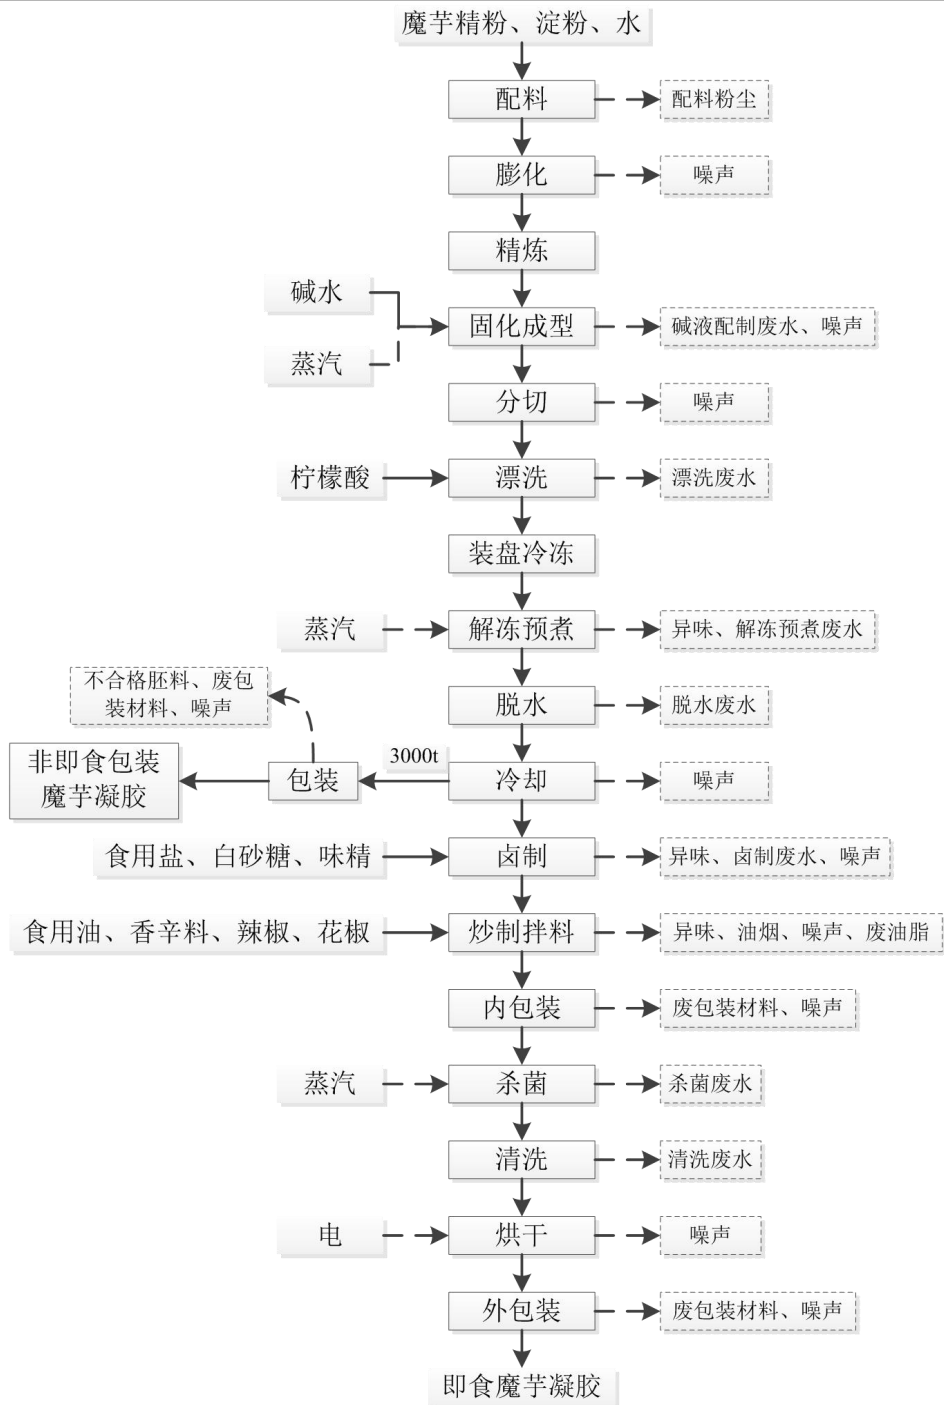 魔芋精粉、淀粉、水
配料
配料粉尘
膨化
噪声
精炼
碱水
固化成型
碱液配制废水、噪声
蒸汽
分切
噪声
柠檬酸
漂洗
漂洗废水
装盘冷冻
蒸汽
解冻预煮
异味、解冻预煮废水
不合格胚料、废包
装材料、噪声
脱水
脱水废水
非即食包装
魔芋凝胶
包装
3000t
冷却
噪声
食用盐、白砂糖、味精
卤制
异味、卤制废水、噪声
食用油、香辛料、辣椒、花椒
炒制拌料
异味、油烟、噪声、废油脂
内包装
废包装材料、噪声
蒸汽
杀菌
杀菌废水
清洗
清洗废水
电
烘干
噪声
外包装
废包装材料、噪声
即食魔芋凝胶